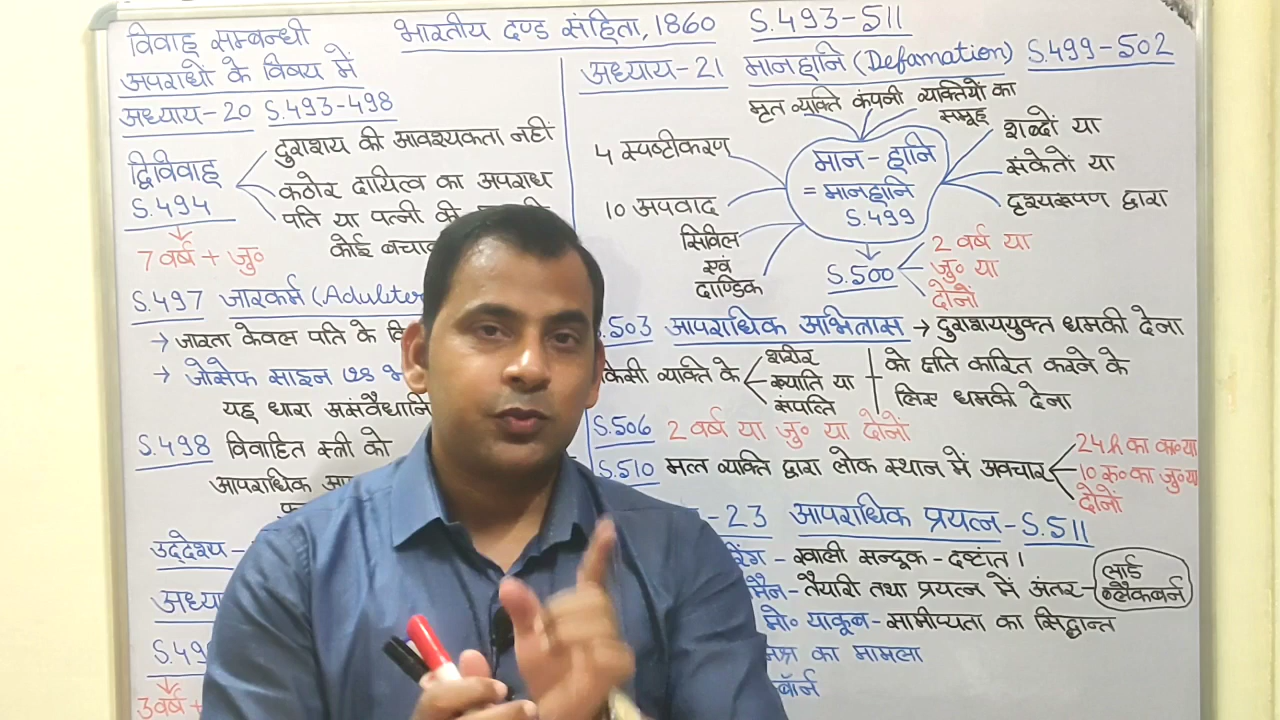 भारतीय दण्ड संहिता, 1860 S.493-511
विवाह सम्बन्धी
अपराधों के विषय में
अध्याय-20 S.493-498
द्विविवाह
S.494
दुराशय की आवश्यकता नहीं
कठोर दायित्व का अपराध
पति या पत्नी की
कोई बचाव
7 वर्ष + जु०
S.497 जारकर्म (Adulter
→ जारता केवल पति के वि
→ जोसेफ साइन vs
यह धारा असंवैधानि
S.498 विवाहित स्त्री को
आपराधिक आ
उद्देश्य -
अध्या
S.49
3 वर्ष +
अध्याय-21 मानहानि (Defamation) S.499-502
मृत व्यक्ति कंपनी व्यक्तियों का
समूह
4 स्पष्टीकरण
10 अपवाद
सिविल
एवं
दाण्डिक
मान - हानि
= मानहानि
S.499
शब्दों या
संकेतो या
दृश्यरूपण द्वारा
S.500
2 वर्ष या
जु० या
दोनों
S.503 आपराधिक अभित्रास → दुराशययुक्त धमकी देना
किसी व्यक्ति के
शरीर
ख्याति या
संपत्ति
को क्षति कारित करने के
लिए धमकी देना
S.506 2 वर्ष या जु० या दोनों
S.510 मत्त व्यक्ति द्वारा लोक स्थान में अवचार
24 h का का०या
10 रु० का जु०या
दोनों
-23 आपराधिक प्रयत्न-S.511
रिंग - खाली सन्दूक - दष्टांत।
मैन- तैयारी तथा प्रयत्न में अंतर-
लार्ड
ब्लैकबर्न
मो० याकूब- सामीप्यता का सिद्धान्त
का मामला
बॉर्न